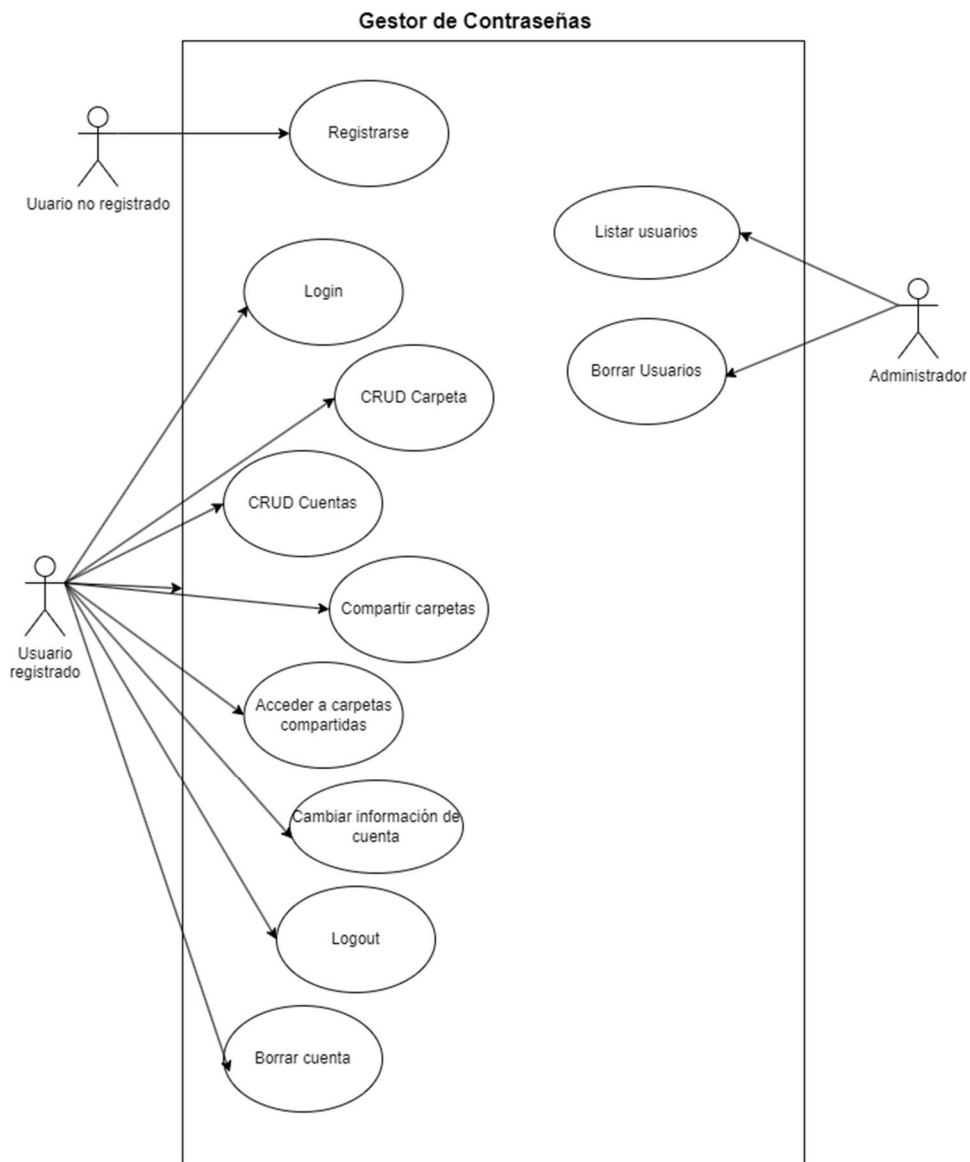 Gestor de Contraseñas
Registrarse
Uuario no registrado
Listar usuarios
Login
Borrar Usuarios
Administrador
CRUD Carpeta
CRUD Cuentas
Compartir carpetas
Usuario
registrado
Acceder a carpetas
compartidas
Cambiar información de
cuenta
Logout
Borrar cuenta